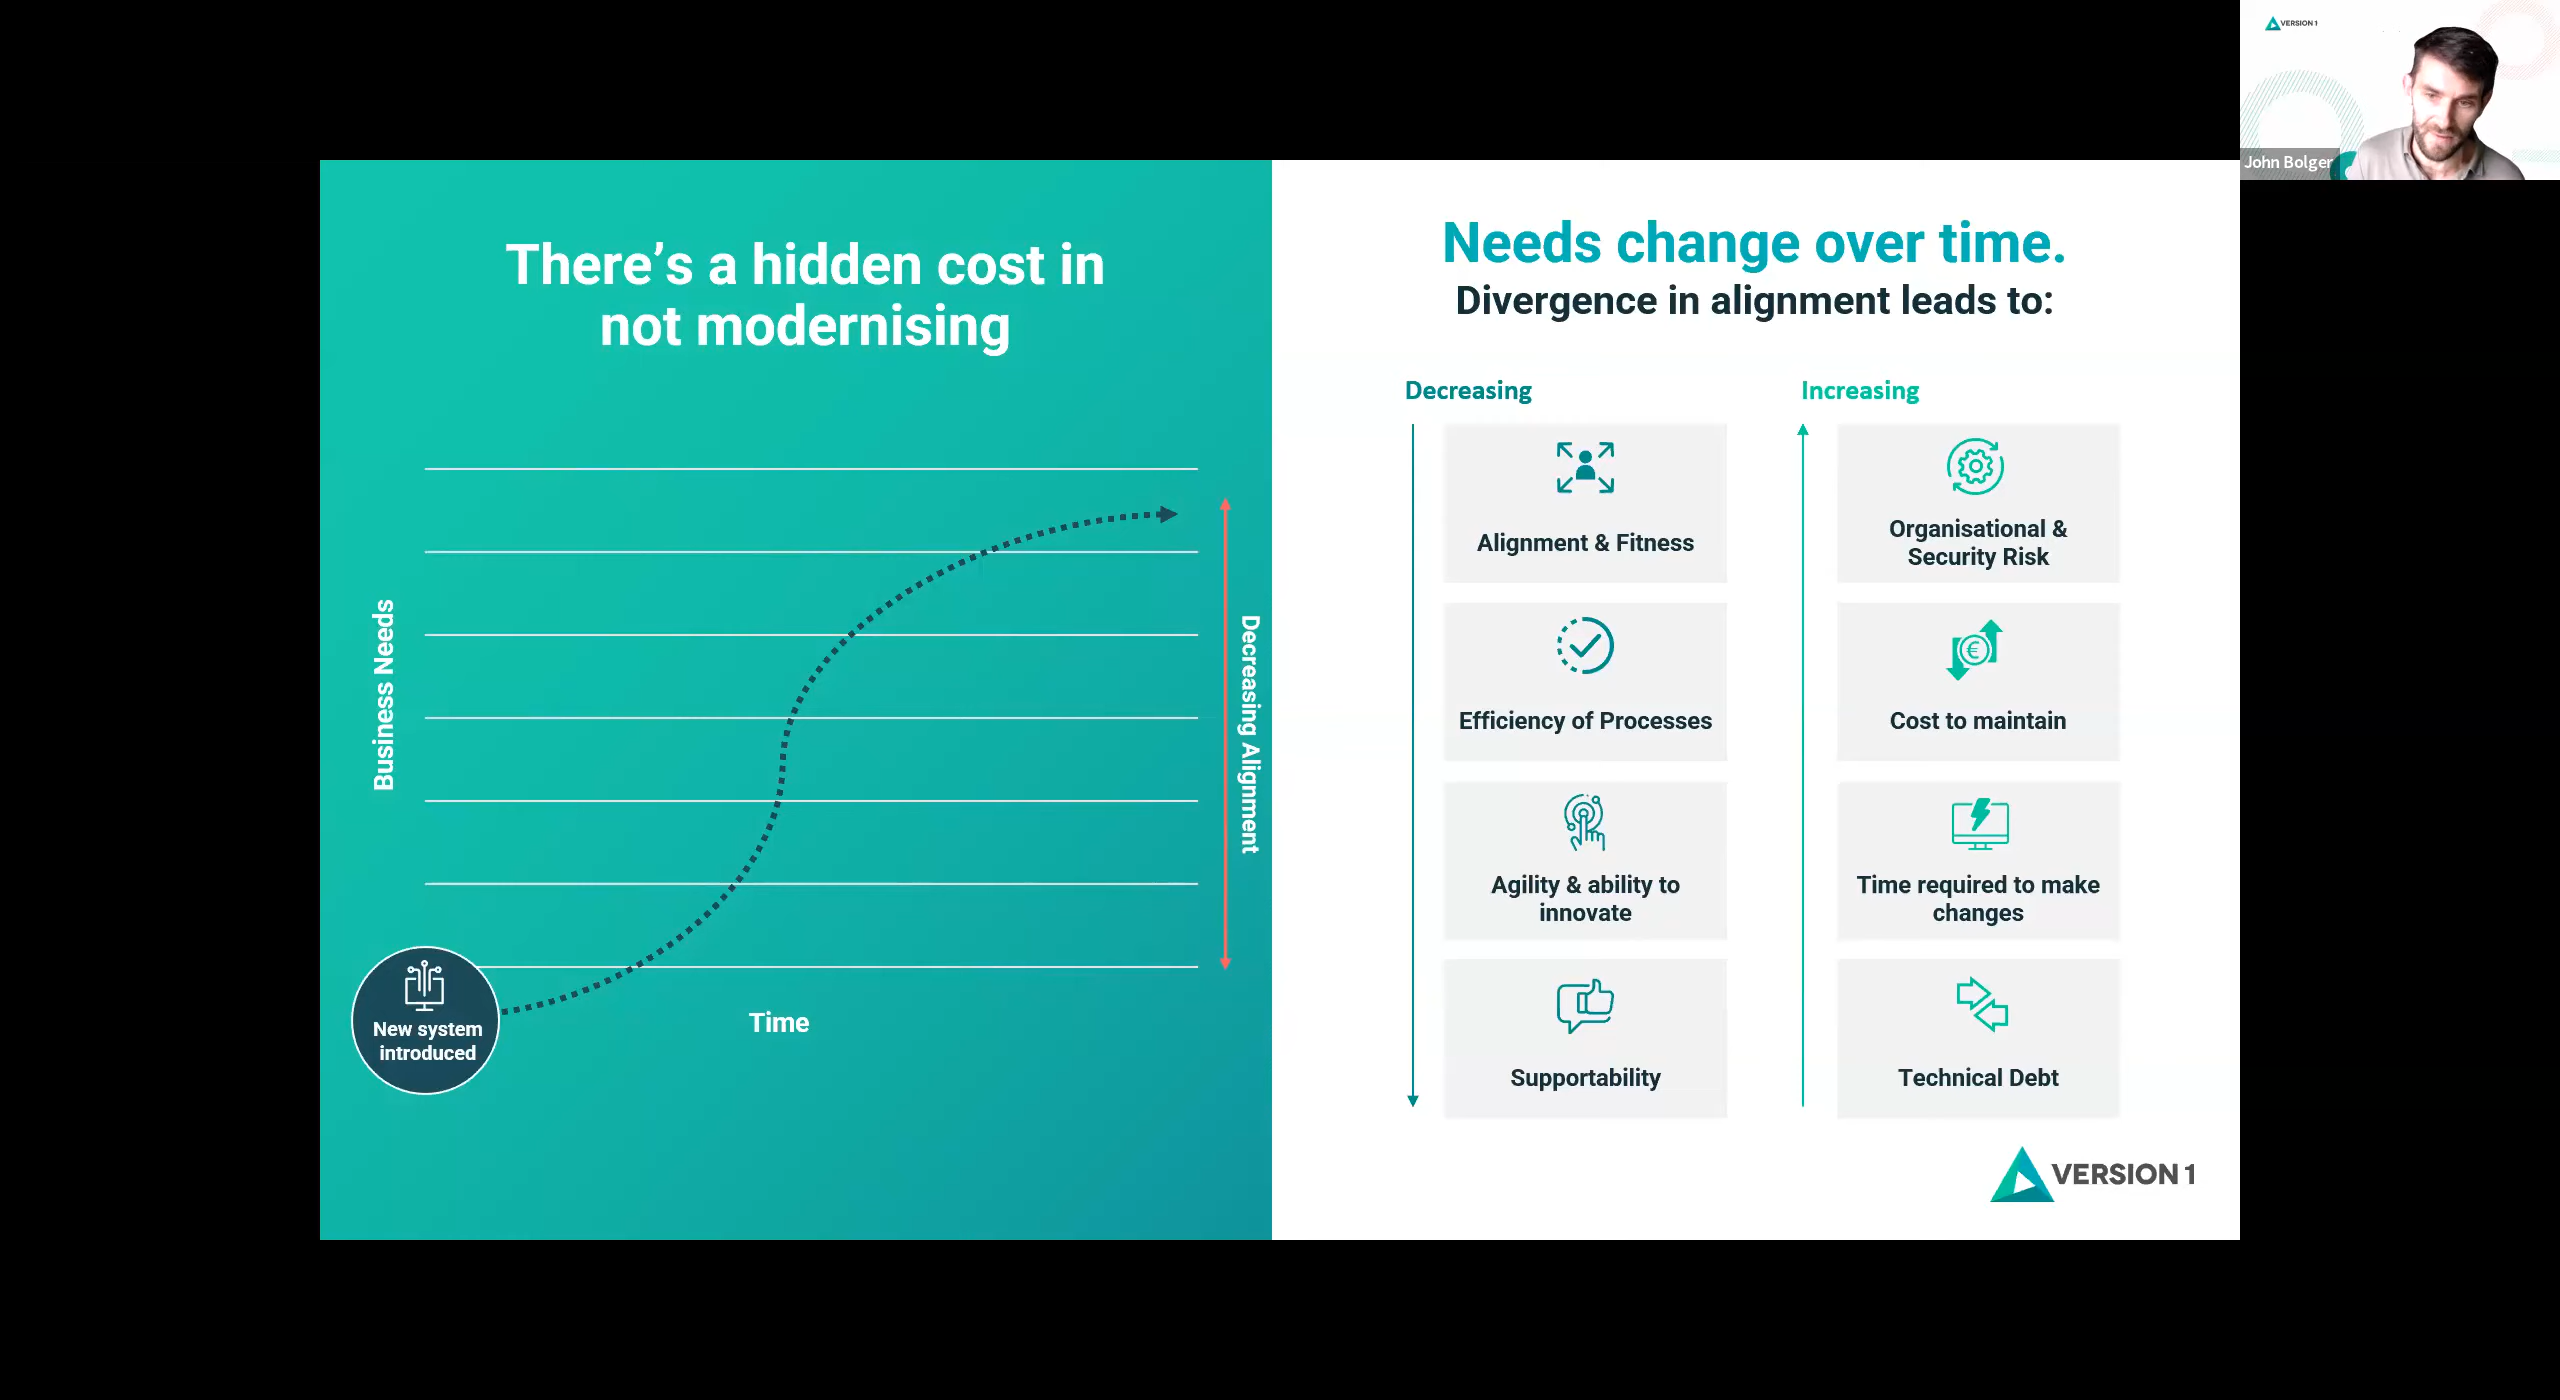 VERSION 1
John Bolger
There’s a hidden cost in
not modernising
Business Needs
Decreasing Alignment
New system
introduced
Time
Needs change over time.
Divergence in alignment leads to:
Decreasing
Alignment & Fitness
Efficiency of Processes
Agility & ability to
innovate
Supportability
Increasing
Organisational &
Security Risk
€
Cost to maintain
Time required to make
changes
Technical Debt
VERSION 1